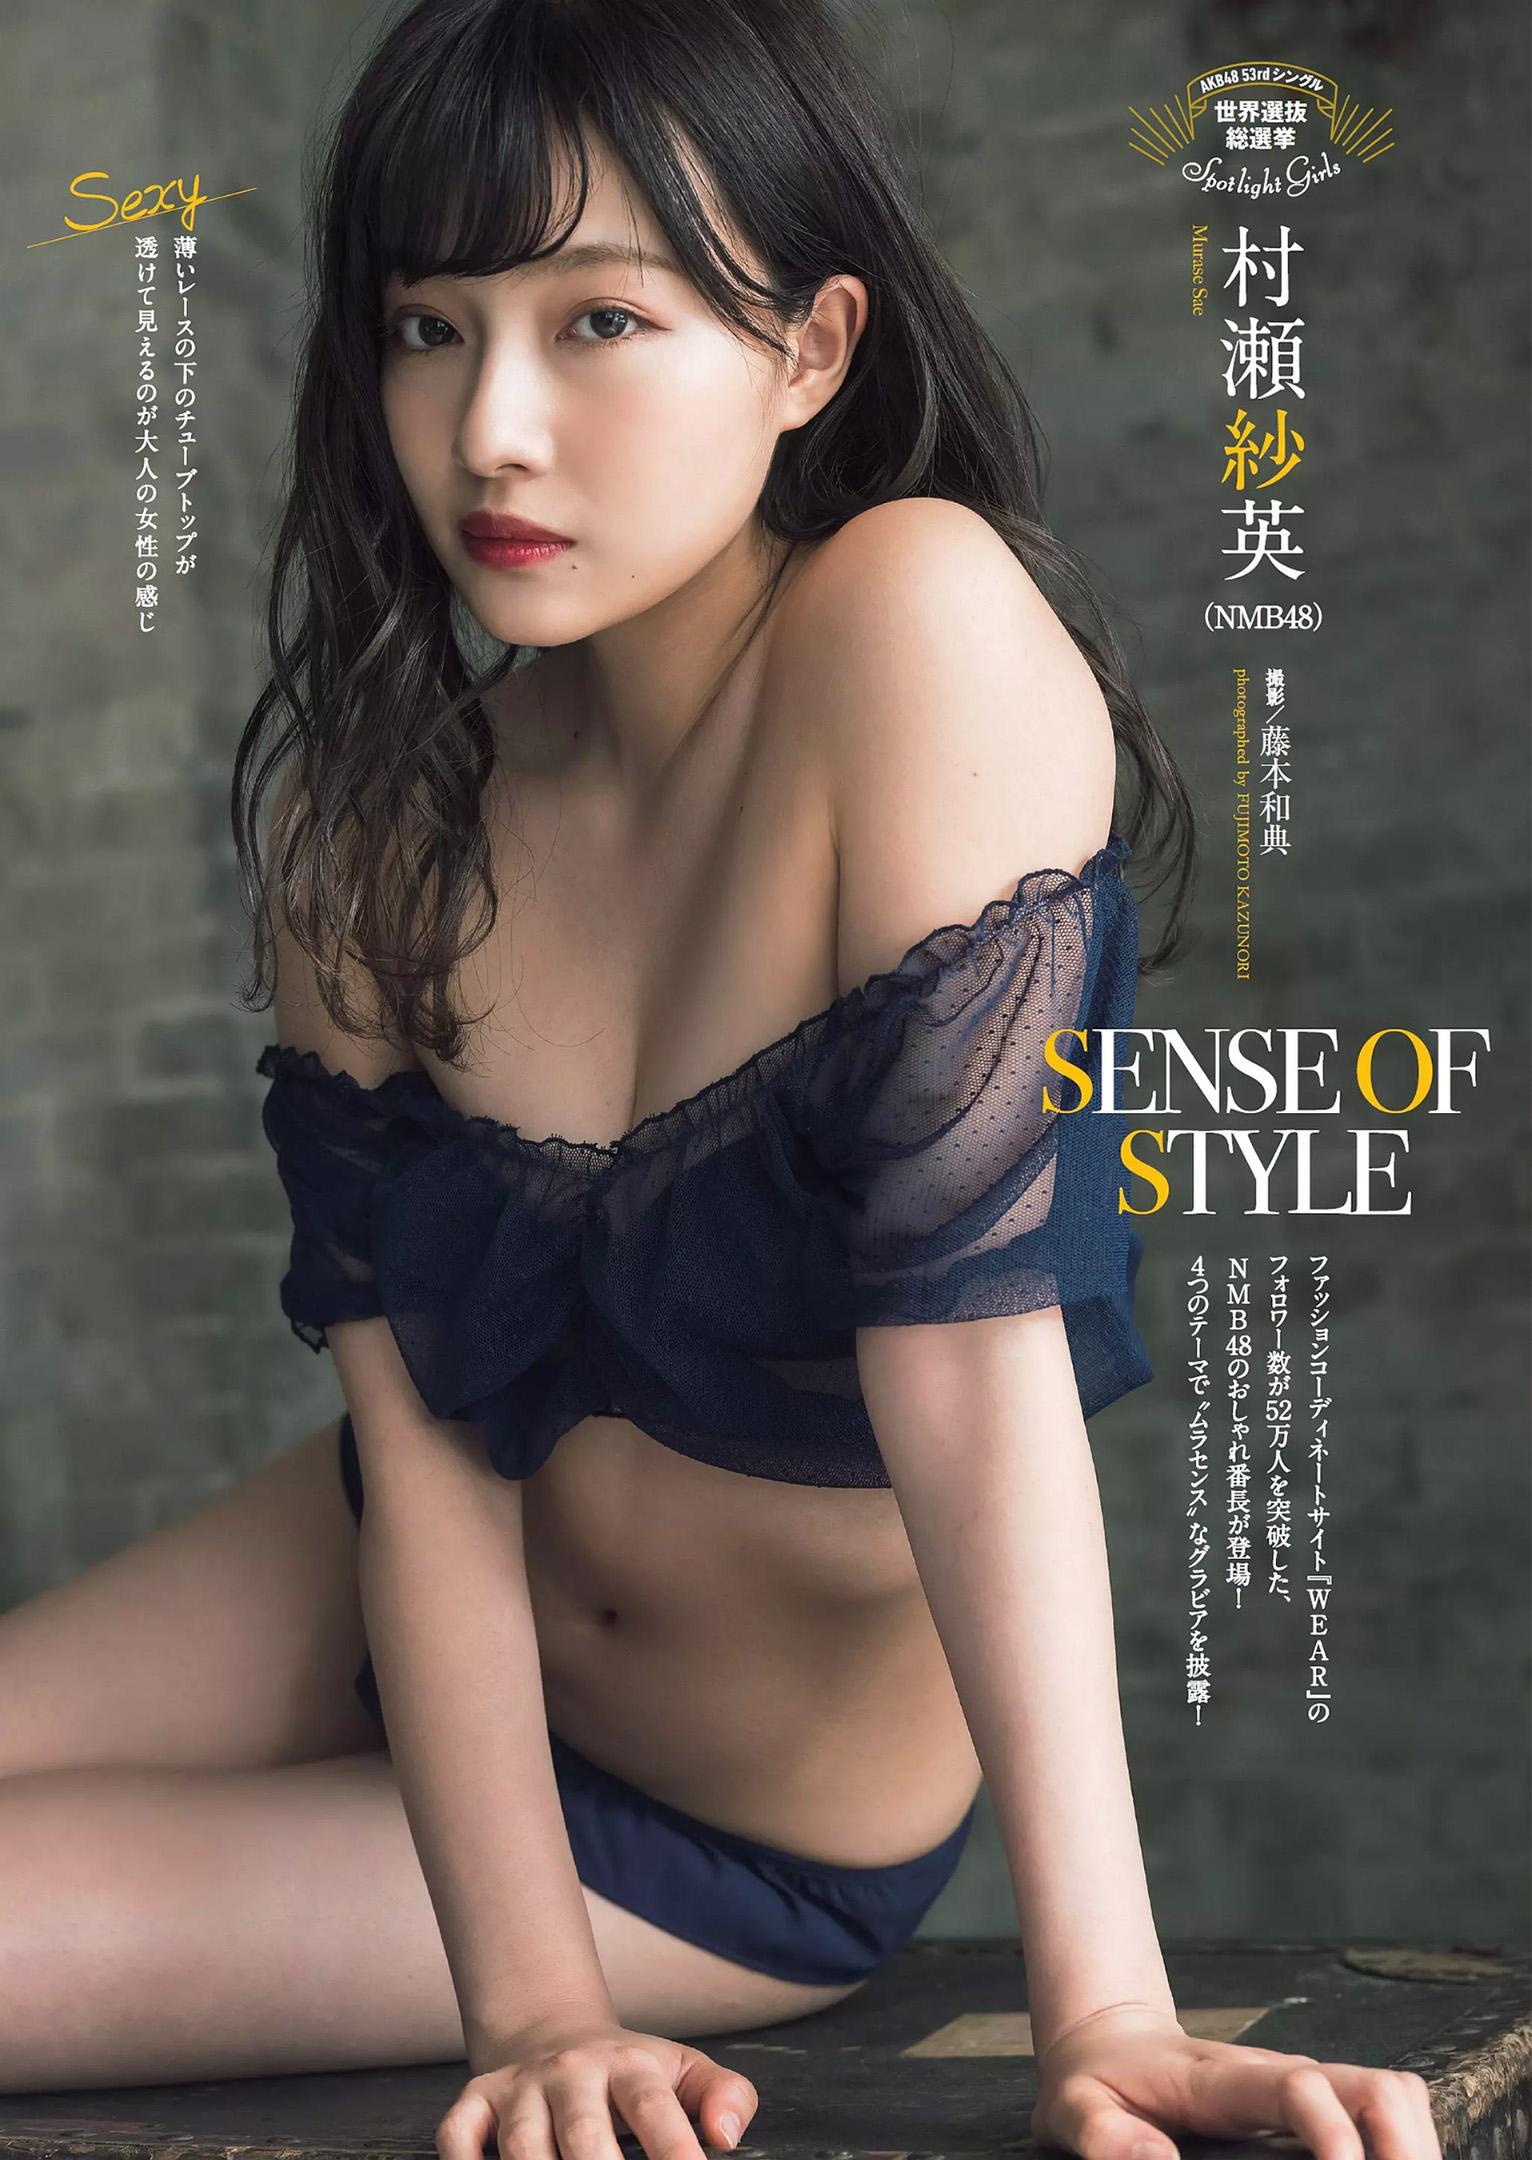 AKB48 53rdシングル
世界選抜
総選挙
Spotlight Girls
村瀬紗英
Murase Sae
(NMB48)
撮影/藤本和典
photographed by FUJIMOTO KAZUNORI
SENSE OF
STYLE
ファッションコーディネートサイト『WEAR』の
フォロワー数が52万人を突破した、
NMB48のおしゃれ番長が登場!
4つのテーマで〝ムラセンス〟なグラビアを披露!
Sexy
薄いレースの下のチューブトップが
透けて見えるのが大人の女性の感じ